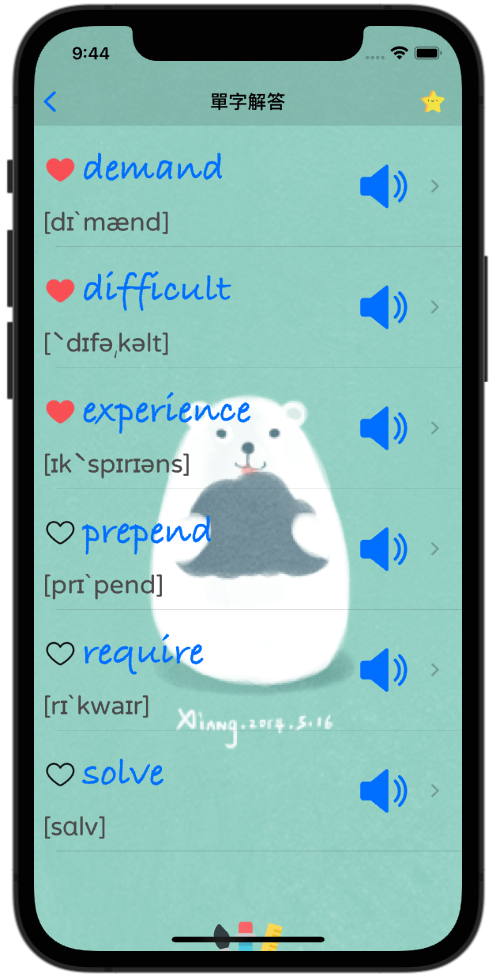 9:44
單字解答
demand
[dɪˋmænd]
difficult
[ˋdɪfəˌkəlt]
experience
[ɪkˋspɪrɪəns]
prepend
[prɪˋpend]
require
[rɪˋkwaɪr]
Xiang.2014.5.16
solve
[sɑlv]